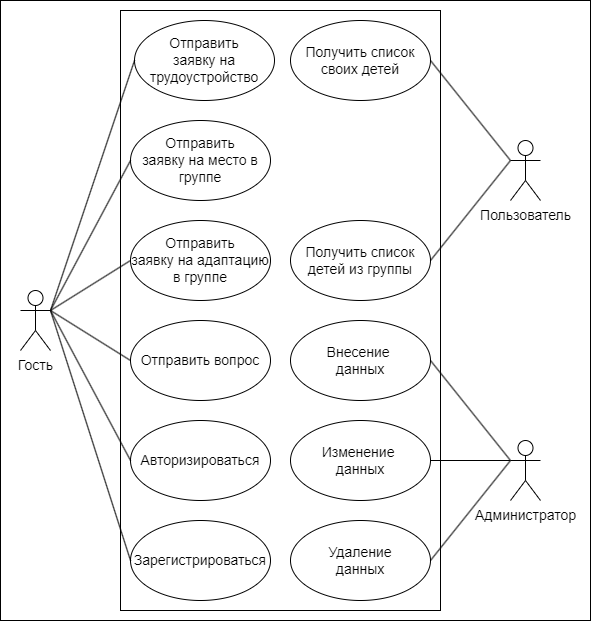 Отправить
заявку на
трудоустройство
Получить список
своих детей
Отправить
заявку на место в
группе
Пользователь
Отправить
заявку на адаптацию
в группе
Получить список
детей из группы
Гость
Отправить вопрос
Внесение
данных
Авторизироваться
Изменение
данных
Администратор
Зарегистрироваться
Удаление
данных